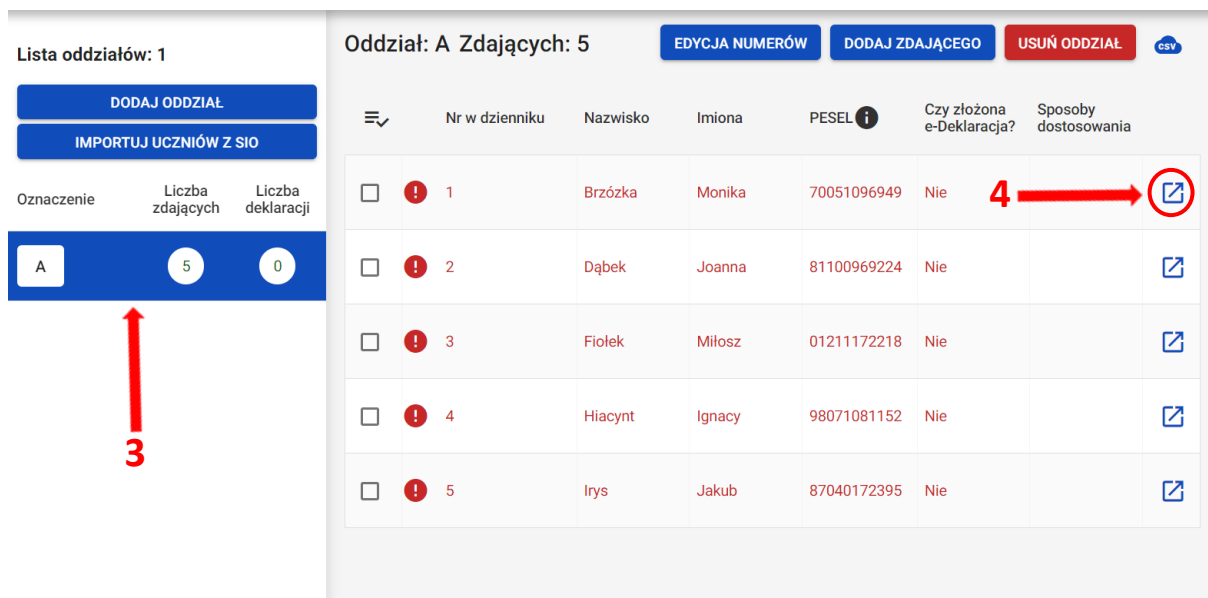 Lista oddziałów: 1
DODAJ ODDZIAŁ
IMPORTUJ UCZNIÓW Z SIO
Oznaczenie Liczba zdających Liczba deklaracji
A 5 0
3
Oddział: A Zdających: 5 EDYCJA NUMERÓW DODAJ ZDAJĄCEGO USUŃ ODDZIAŁ csv
Nr w dzienniku Nazwisko Imiona PESEL i Czy złożona e-Deklaracja? Sposoby dostosowania
! 1 Brzózka Monika 70051096949 Nie 4
! 2 Dąbek Joanna 81100969224 Nie
! 3 Fiołek Miłosz 01211172218 Nie
! 4 Hiacynt Ignacy 98071081152 Nie
! 5 Irys Jakub 87040172395 Nie